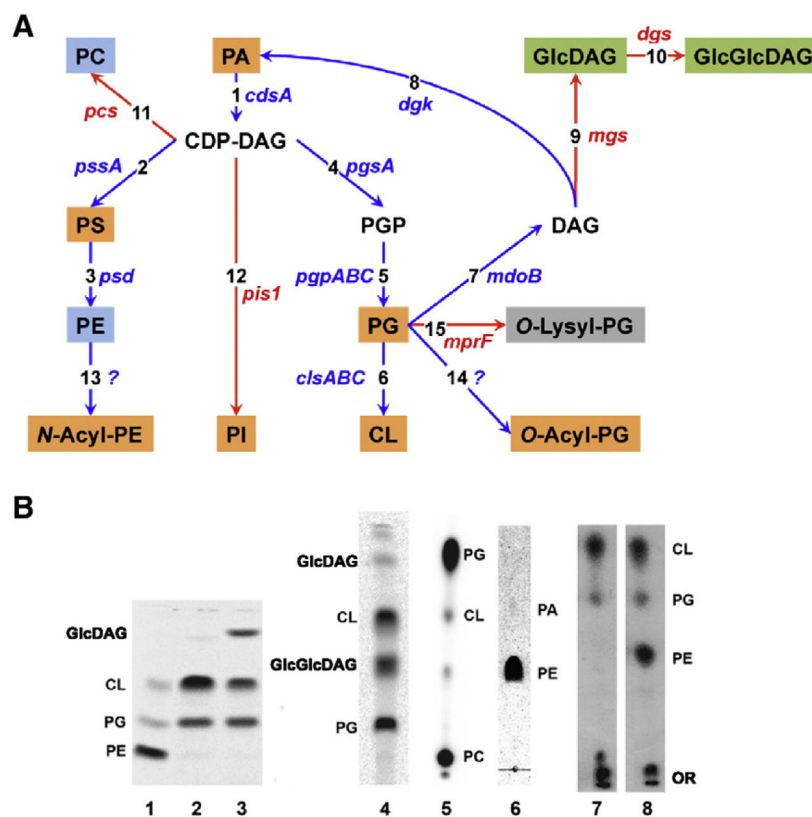 A
PC
PA
GlcDAG
dgs
10
GlcGlcDAG
8
dgk
1 cdsA
pcs
11
CDP-DAG
9 mgs
pssA
2
4 pgsA
PS
PGP
DAG
3 psd
12
pis1
pgpABC 5
7 mdoB
PE
PG
15
mprF
O-Lysyl-PG
13 ?
clsABC 6
14 ?
N-Acyl-PE
PI
CL
O-Acyl-PG
B
GlcDAG
CL
PG
PE
1
2
3
GlcDAG
CL
GlcGlcDAG
PG
4
PG
CL
PC
5
PA
PE
6
CL
PG
PE
OR
7
8